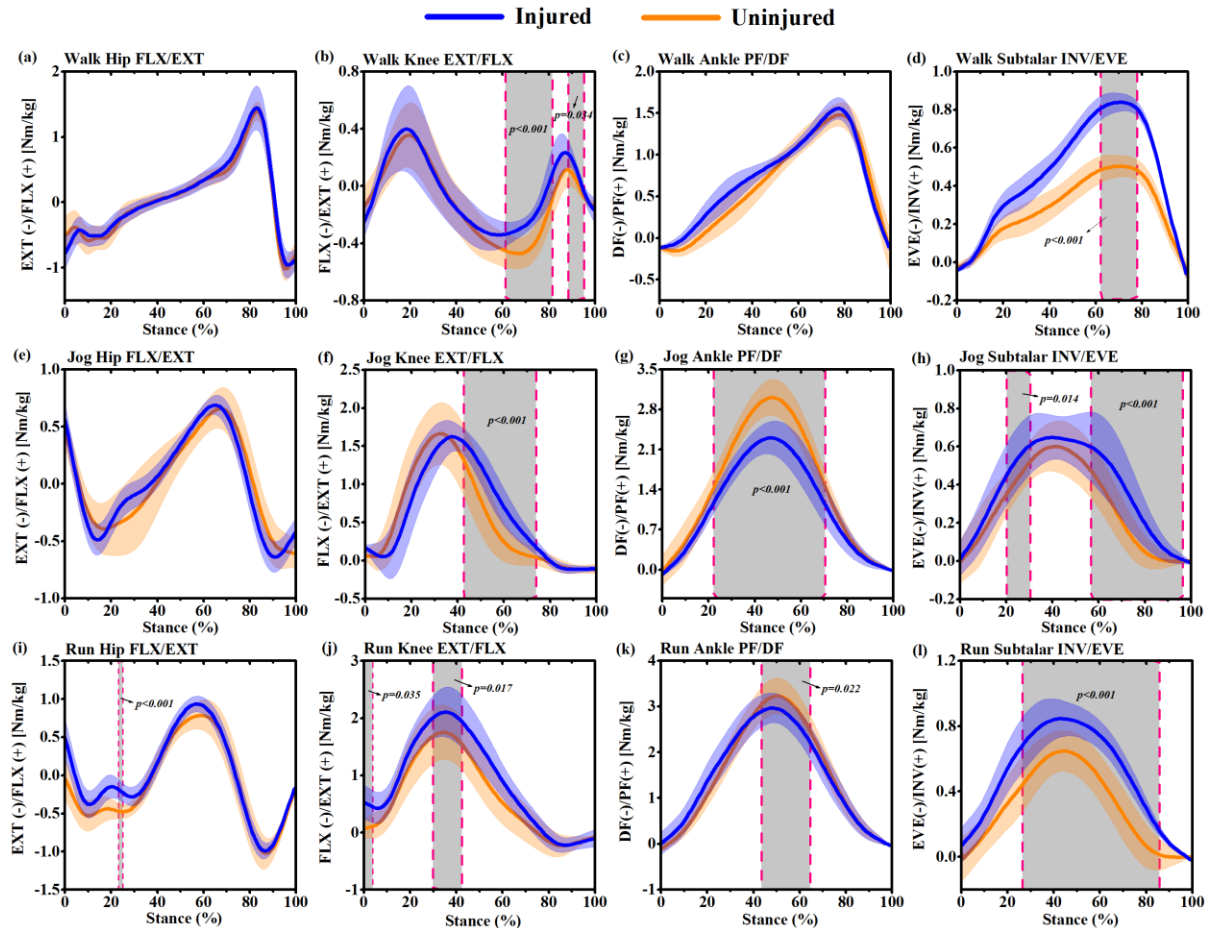 Injured Uninjured
(a) Walk Hip FLX/EXT
EXT (-)/FLX (+) [Nm/kg]
2
1
0
-1
0 20 40 60 80 100
Stance (%)
(b) Walk Knee EXT/FLX
FLX (-)/EXT (+) [Nm/kg]
0.8
0.4
0.0
-0.4
-0.8
p<0.001
p=0.034
0 20 40 60 80 100
Stance (%)
(c) Walk Ankle PF/DF
DF(-)/PF(+) [Nm/kg]
2.0
1.5
1.0
0.5
0.0
-0.5
0 20 40 60 80 100
Stance (%)
(d) Walk Subtalar INV/EVE
EVE(-)/INV(+) [Nm/kg]
1.0
0.8
0.6
0.4
0.2
0.0
-0.2
p<0.001
0 20 40 60 80 100
Stance (%)
(e) Jog Hip FLX/EXT
EXT (-)/FLX (+) [Nm/kg]
1.0
0.5
0.0
-0.5
-1.0
0 20 40 60 80 100
Stance (%)
(f) Jog Knee EXT/FLX
FLX (-)/EXT (+) [Nm/kg]
2.5
2.0
1.5
1.0
0.5
0.0
-0.5
p<0.001
0 20 40 60 80 100
Stance (%)
(g) Jog Ankle PF/DF
DF(-)/PF(+) [Nm/kg]
3.5
2.8
2.1
1.4
0.7
0.0
p<0.001
0 20 40 60 80 100
Stance (%)
(h) Jog Subtalar INV/EVE
EVE(-)/INV(+) [Nm/kg]
1.0
0.8
0.6
0.4
0.2
0.0
-0.2
p=0.014
p<0.001
0 20 40 60 80 100
Stance (%)
(i) Run Hip FLX/EXT
EXT (-)/FLX (+) [Nm/kg]
1.5
1.0
0.5
0.0
-0.5
-1.0
-1.5
p<0.001
0 20 40 60 80 100
Stance (%)
(j) Run Knee EXT/FLX
FLX (-)/EXT (+) [Nm/kg]
3
2
1
0
-1
p=0.035
p=0.017
0 20 40 60 80 100
Stance (%)
(k) Run Ankle PF/DF
DF(-)/PF(+) [Nm/kg]
4
3
2
1
0
-1
p=0.022
0 20 40 60 80 100
Stance (%)
(l) Run Subtalar INV/EVE
EVE(-)/INV(+) [Nm/kg]
1.2
0.9
0.6
0.3
0.0
p<0.001
0 20 40 60 80 100
Stance (%)